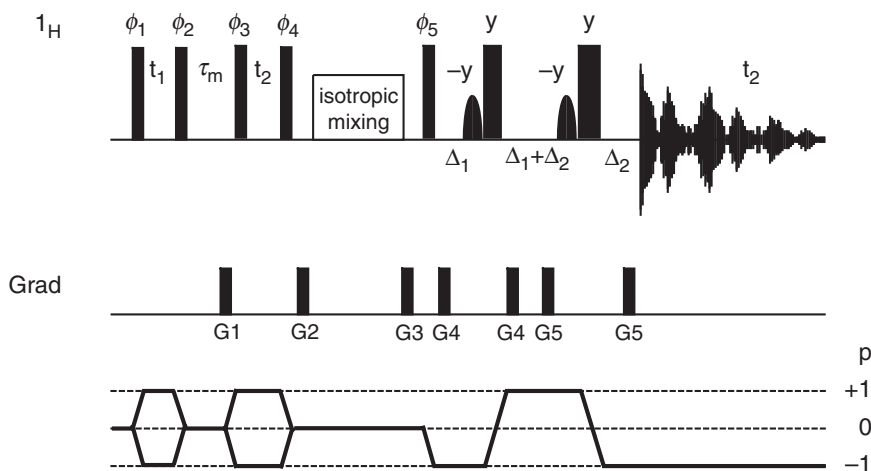 ϕ1 ϕ2 ϕ3 ϕ4 ϕ5 y y
1H
t1 τm t2 –y –y t2
isotropic
mixing
Δ1 Δ1+Δ2 Δ2
Grad
G1 G2 G3 G4 G4 G5 G5
p
+1
0
–1